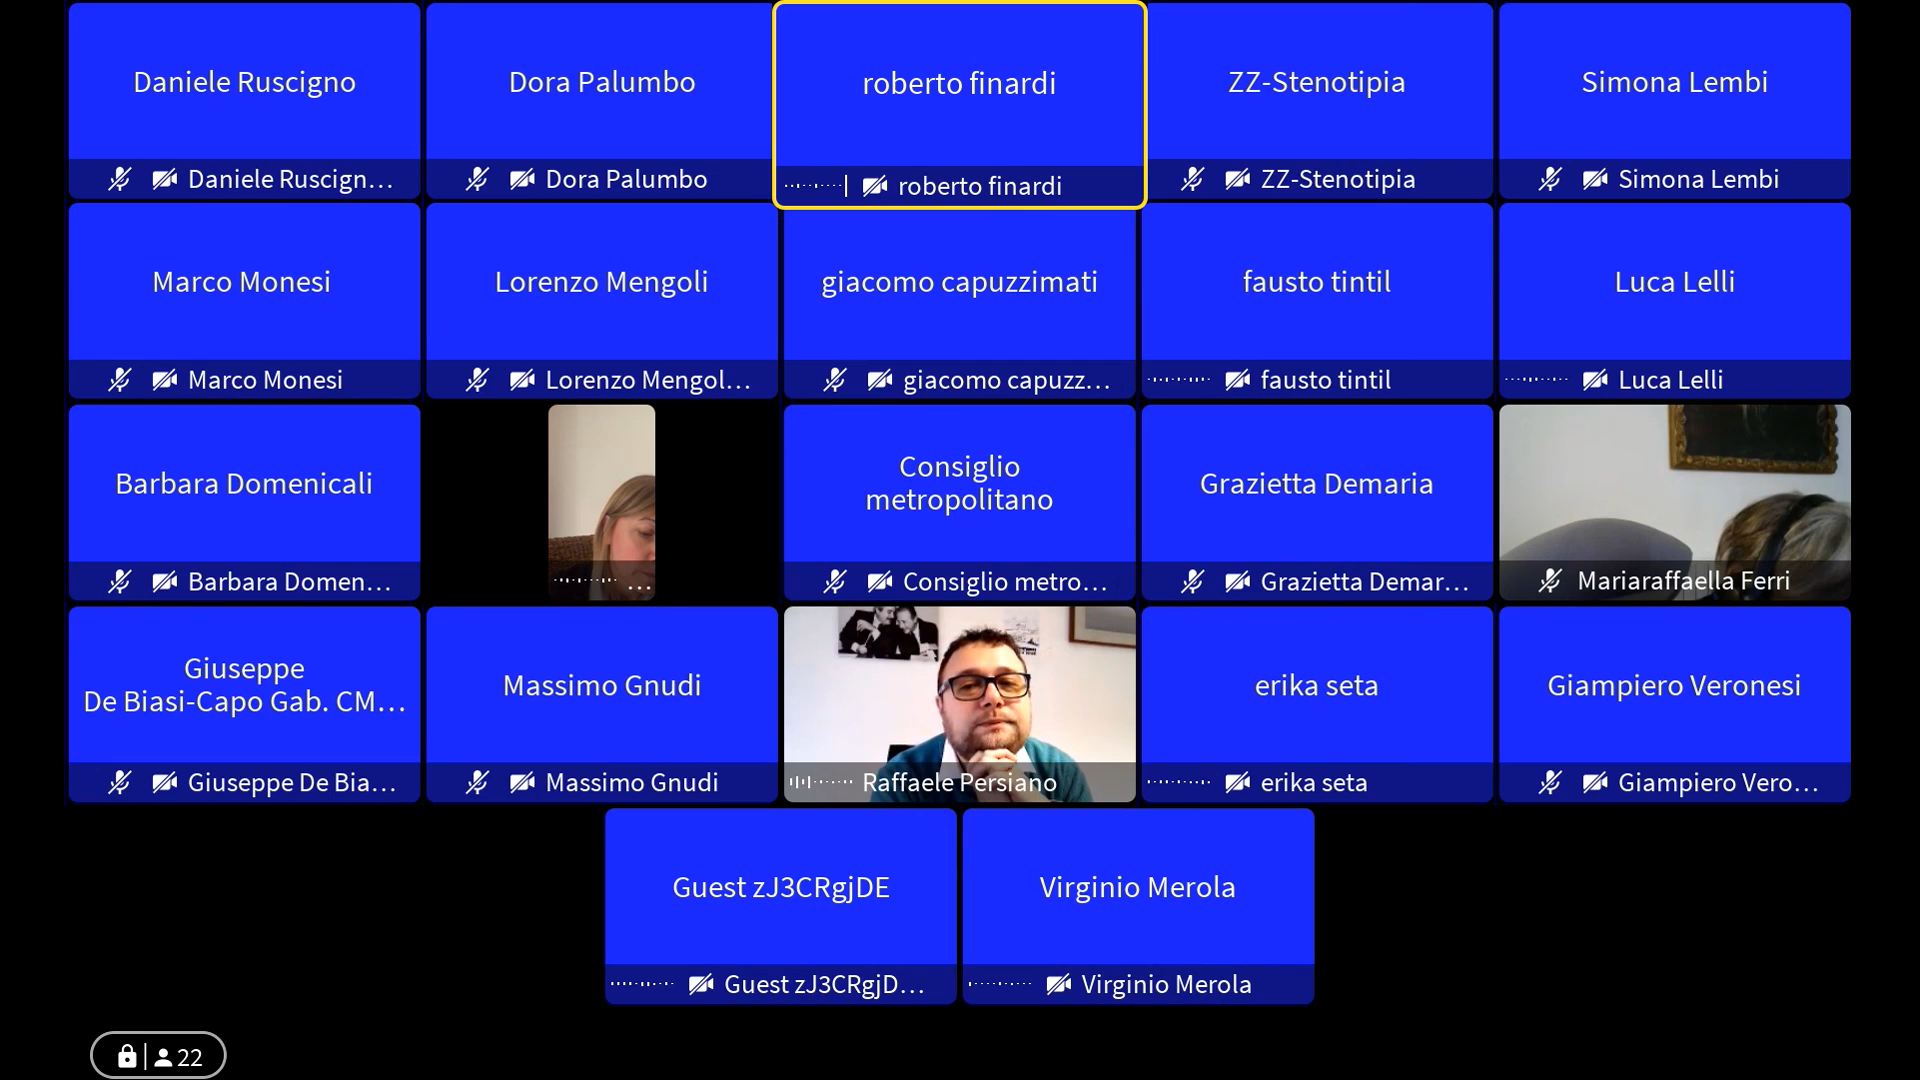 Daniele Ruscigno
Daniele Ruscign...
Dora Palumbo
Dora Palumbo
roberto finardi
roberto finardi
ZZ-Stenotipia
ZZ-Stenotipia
Simona Lembi
Simona Lembi
Marco Monesi
Marco Monesi
Lorenzo Mengoli
Lorenzo Mengol...
giacomo capuzzimati
giacomo capuzz...
fausto tintil
fausto tintil
Luca Lelli
Luca Lelli
Barbara Domenicali
Barbara Domen...
...
Consiglio
metropolitano
Consiglio metro...
Grazietta Demaria
Grazietta Demar...
Mariaraffaella Ferri
Giuseppe
De Biasi-Capo Gab. CM...
Giuseppe De Bia...
Massimo Gnudi
Massimo Gnudi
Raffaele Persiano
erika seta
erika seta
Giampiero Veronesi
Giampiero Vero...
Guest zJ3CRgjDE
Guest zJ3CRgjD...
Virginio Merola
Virginio Merola
22